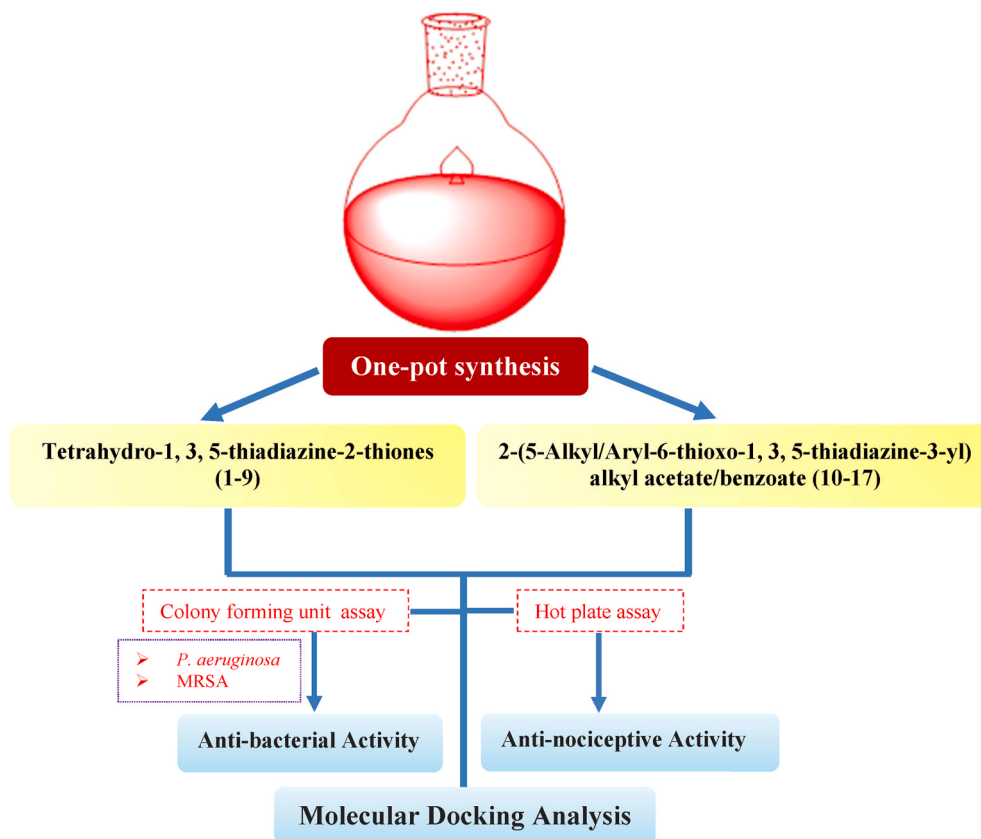 One-pot synthesis
Tetrahydro-1, 3, 5-thiadiazine-2-thiones
(1-9)
2-(5-Alkyl/Aryl-6-thioxo-1, 3, 5-thiadiazine-3-yl)
alkyl acetate/benzoate (10-17)
Colony forming unit assay
Hot plate assay
➢ P. aeruginosa
➢ MRSA
Anti-bacterial Activity
Anti-nociceptive Activity
Molecular Docking Analysis